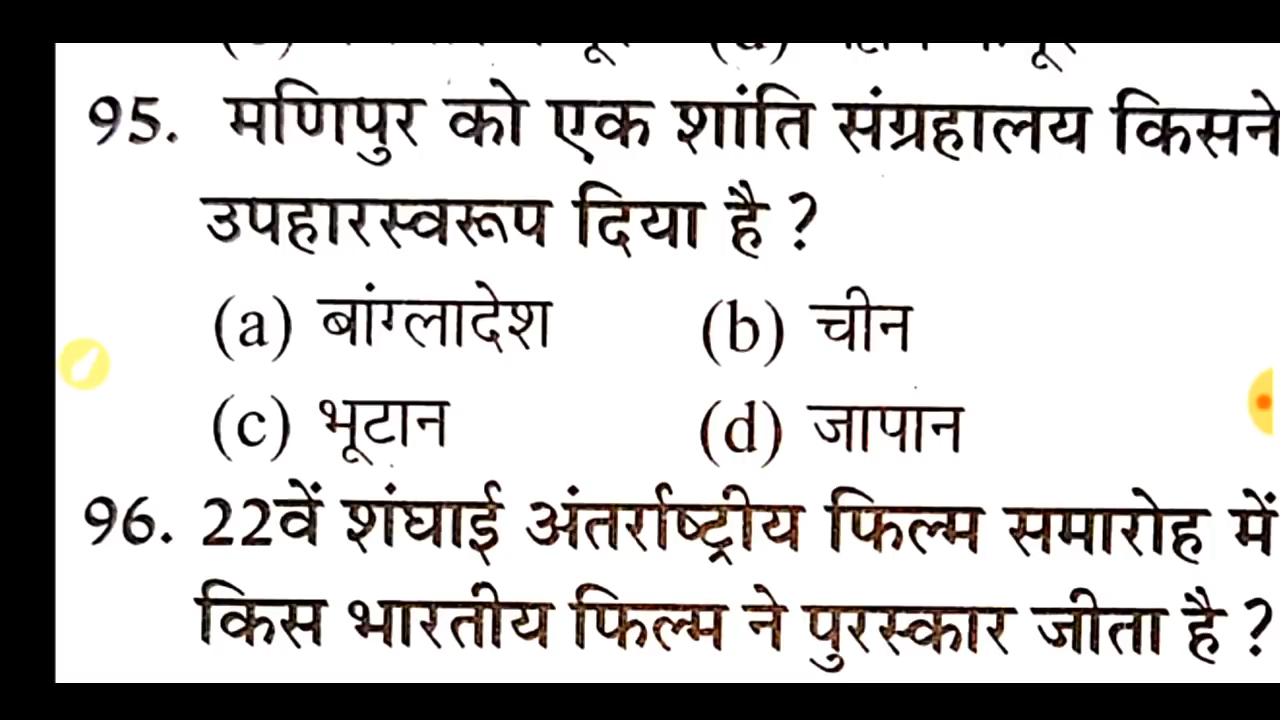 95. मणिपुर को एक शांति संग्रहालय किसने
उपहारस्वरूप दिया है ?
(a) बांग्लादेश (b) चीन
(c) भूटान (d) जापान
96. 22वें शंघाई अंतर्राष्ट्रीय फिल्म समारोह में
किस भारतीय फिल्म ने पुरस्कार जीता है ?